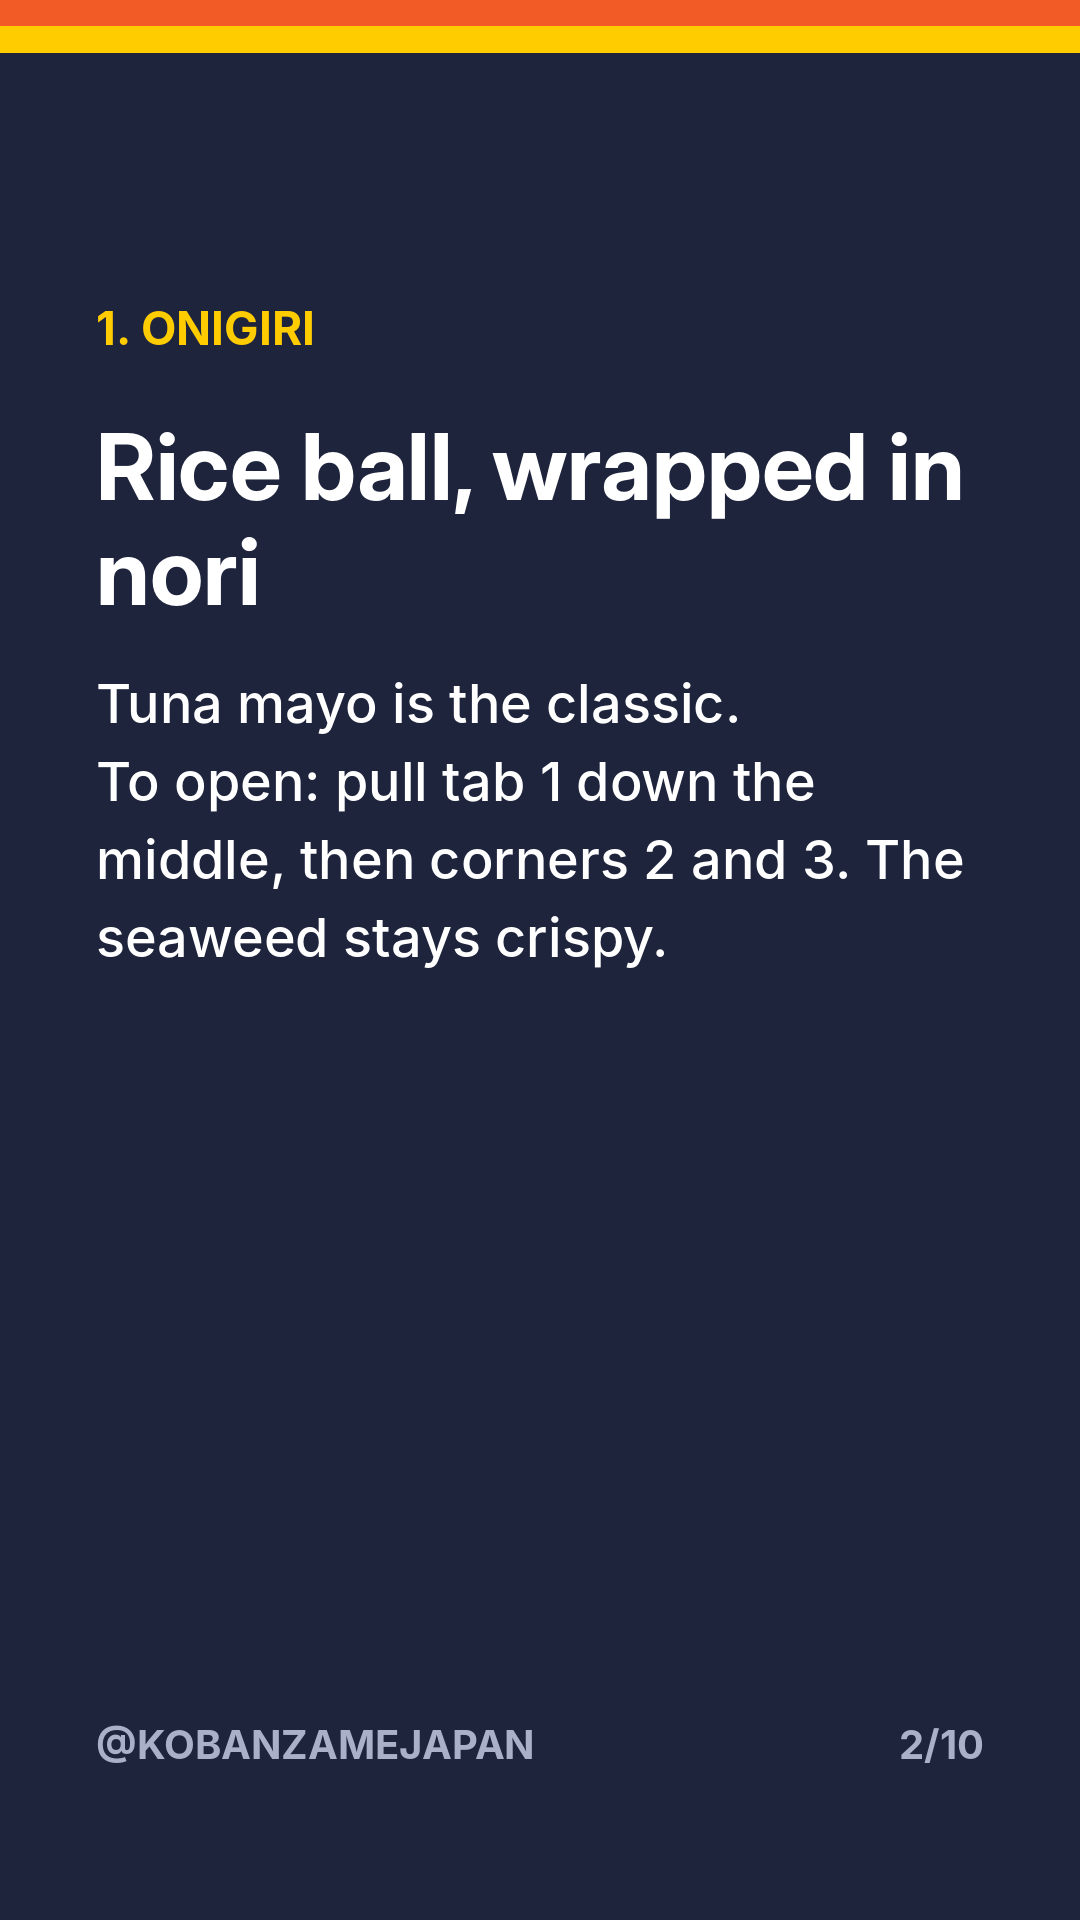 1. ONIGIRI
Rice ball, wrapped in
nori
Tuna mayo is the classic.
To open: pull tab 1 down the
middle, then corners 2 and 3. The
seaweed stays crispy.
@KOBANZAMEJAPAN
2/10